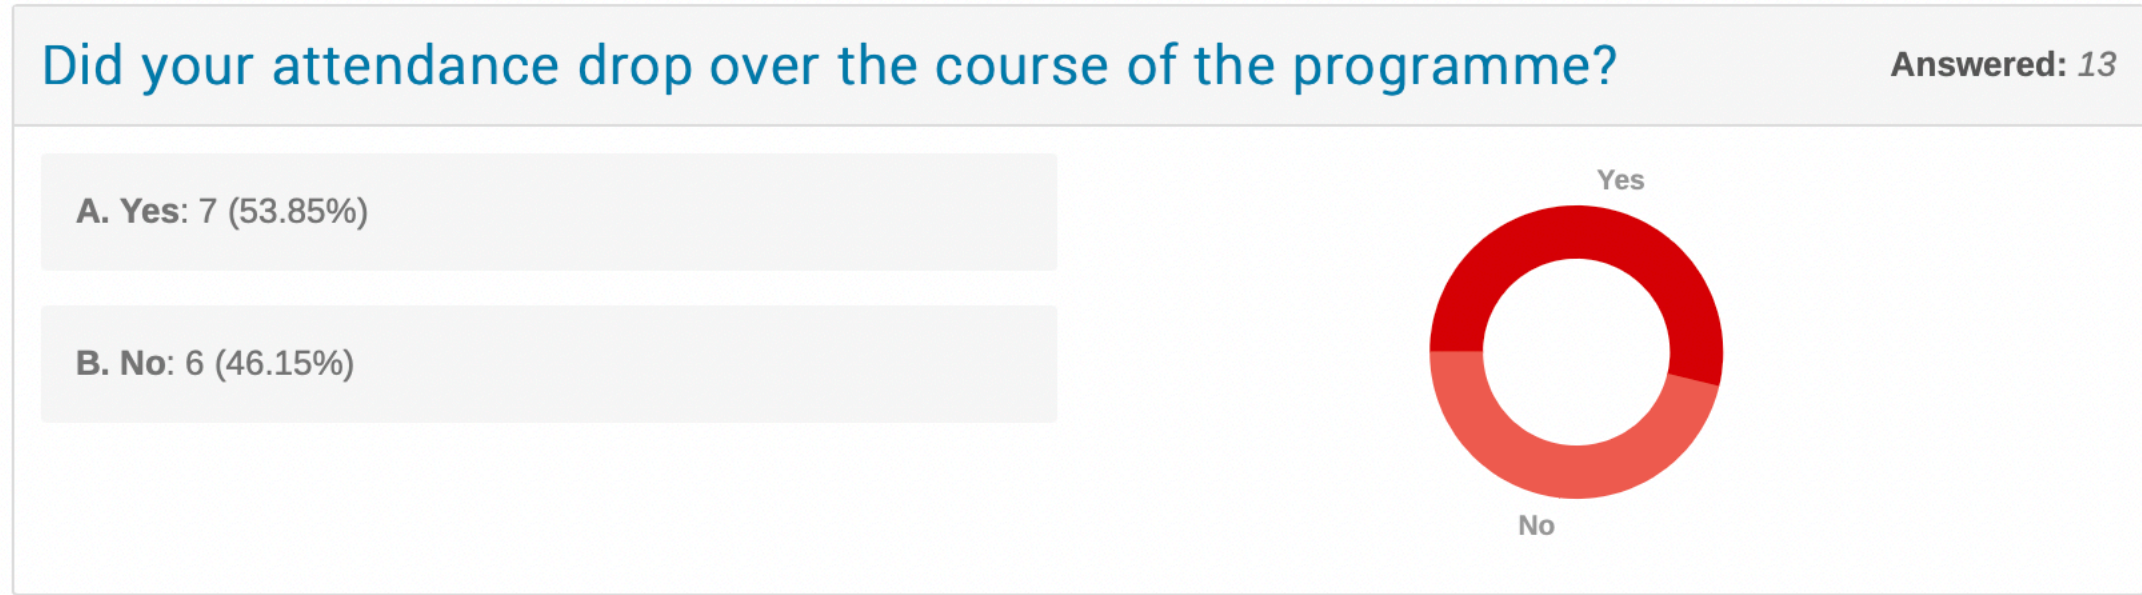 Did your attendance drop over the course of the programme?
Answered: 13
A. Yes: 7 (53.85%)
B. No: 6 (46.15%)
Yes
No